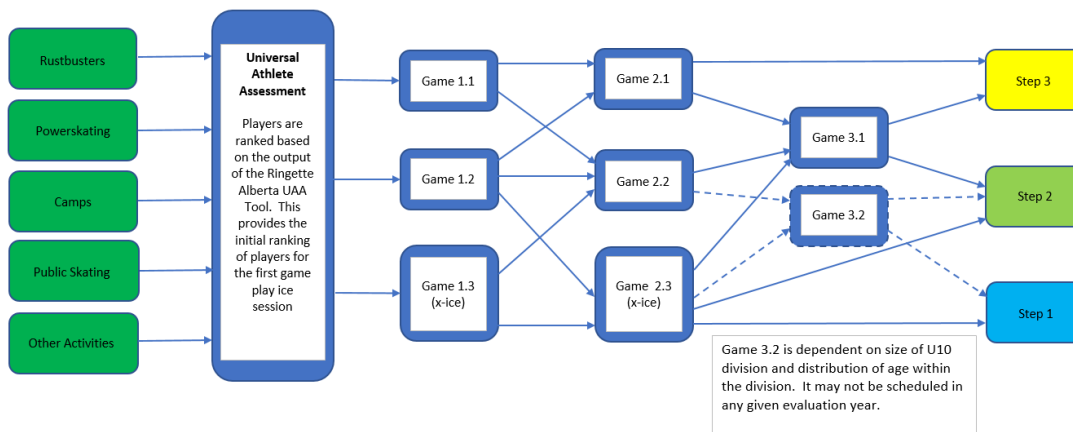 Rustbusters
Powerskating
Camps
Public Skating
Other Activities
Universal
Athlete
Assessment
Players are
ranked based
on the output
of the Ringette
Alberta UAA
Tool.  This
provides the
initial ranking
of players for
the first game
play ice
session
Game 1.1
Game 1.2
Game 1.3
(x-ice)
Game 2.1
Game 2.2
Game  2.3
(x-ice)
Game 3.1
Game 3.2
Step 3
Step 2
Step 1
Game 3.2 is dependent on size of U10
division and distribution of age within
the division.  It may not be scheduled in
any given evaluation year.